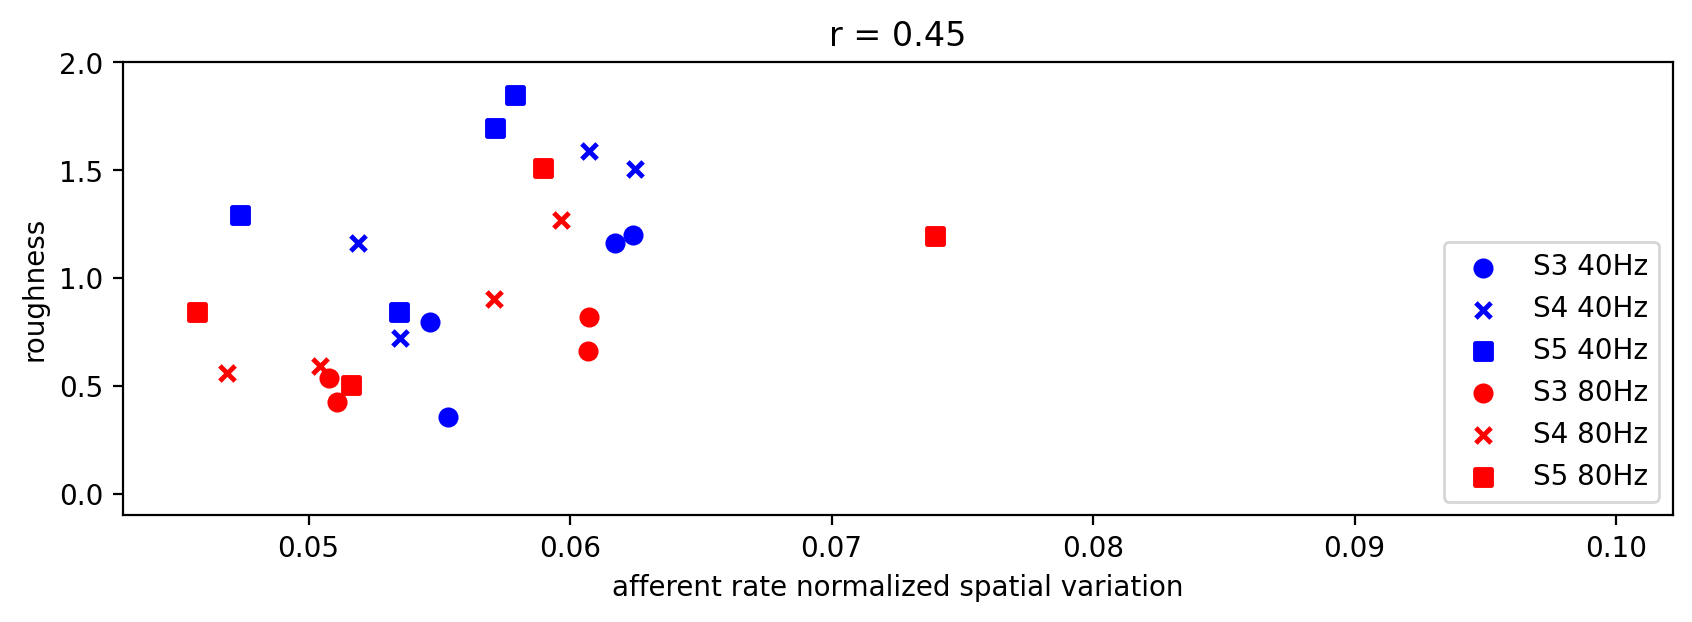 r = 0.45
2.0
1.5
1.0
0.5
0.0
roughness
S3 40Hz
S4 40Hz
S5 40Hz
S3 80Hz
S4 80Hz
S5 80Hz
0.05 0.06 0.07 0.08 0.09 0.10
afferent rate normalized spatial variation